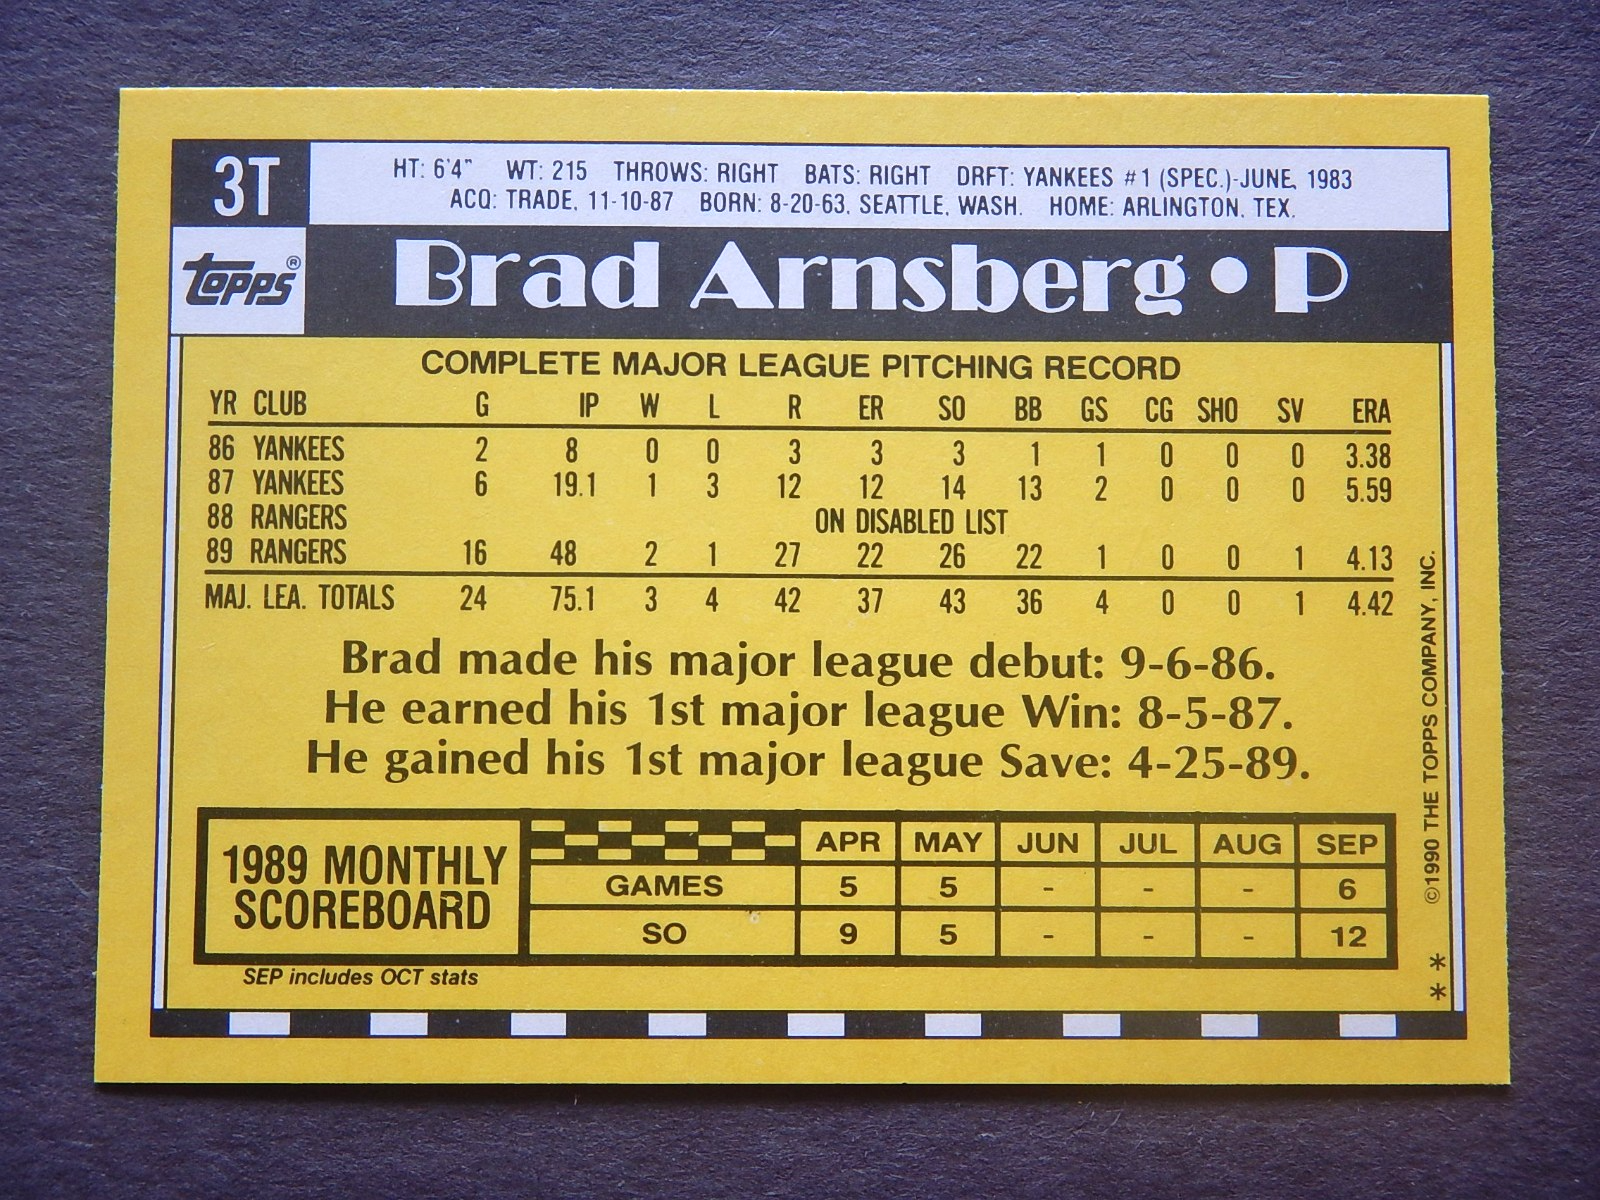 3T
HT: 6'4" WT: 215 THROWS: RIGHT BATS: RIGHT DRFT: YANKEES #1 (SPEC.)-JUNE, 1983
ACQ: TRADE, 11-10-87 BORN: 8-20-63, SEATTLE, WASH. HOME: ARLINGTON, TEX.
topps®
Brad Arnsberg • P
COMPLETE MAJOR LEAGUE PITCHING RECORD
YR CLUB G IP W L R ER SO BB GS CG SHO SV ERA
86 YANKEES 2 8 0 0 3 3 3 1 1 0 0 0 3.38
87 YANKEES 6 19.1 1 3 12 12 14 13 2 0 0 0 5.59
88 RANGERS ON DISABLED LIST
89 RANGERS 16 48 2 1 27 22 26 22 1 0 0 1 4.13
MAJ. LEA. TOTALS 24 75.1 3 4 42 37 43 36 4 0 0 1 4.42
Brad made his major league debut: 9-6-86.
He earned his 1st major league Win: 8-5-87.
He gained his 1st major league Save: 4-25-89.
1989 MONTHLY
SCOREBOARD
APR MAY JUN JUL AUG SEP
GAMES 5 5 - - - 6
SO 9 5 - - - 12
SEP includes OCT stats
* * ©1990 THE TOPPS COMPANY, INC.